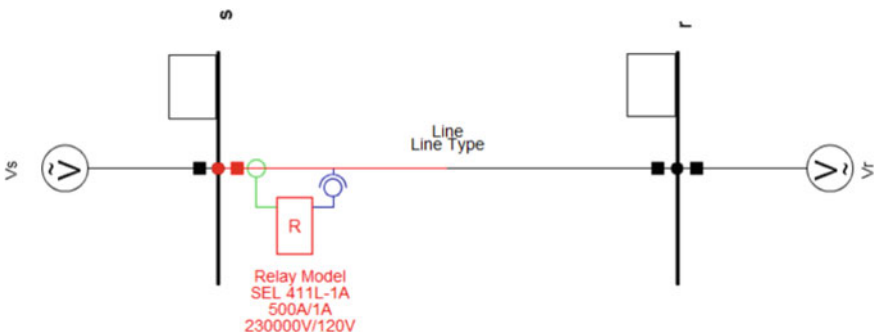 s
r
Line
Line Type
Vs
V~
V~
Vr
R
Relay Model
SEL 411L-1A
500A/1A
230000V/120V